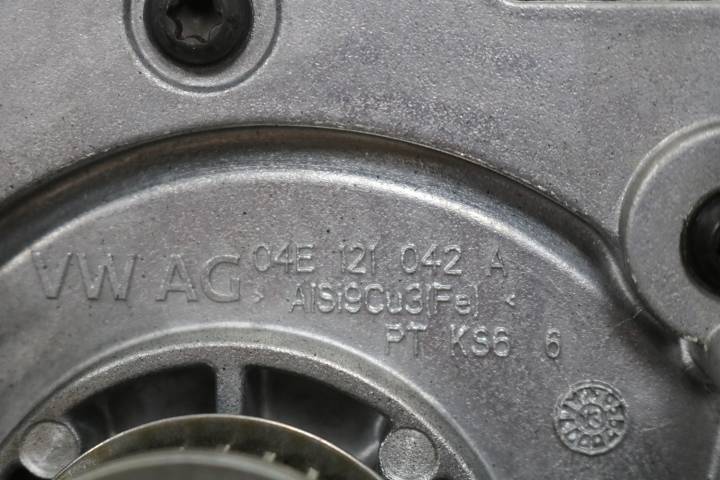 VW AG
04E 121 042 A
> AlSi9Cu3(Fe) <
PT KS6 6